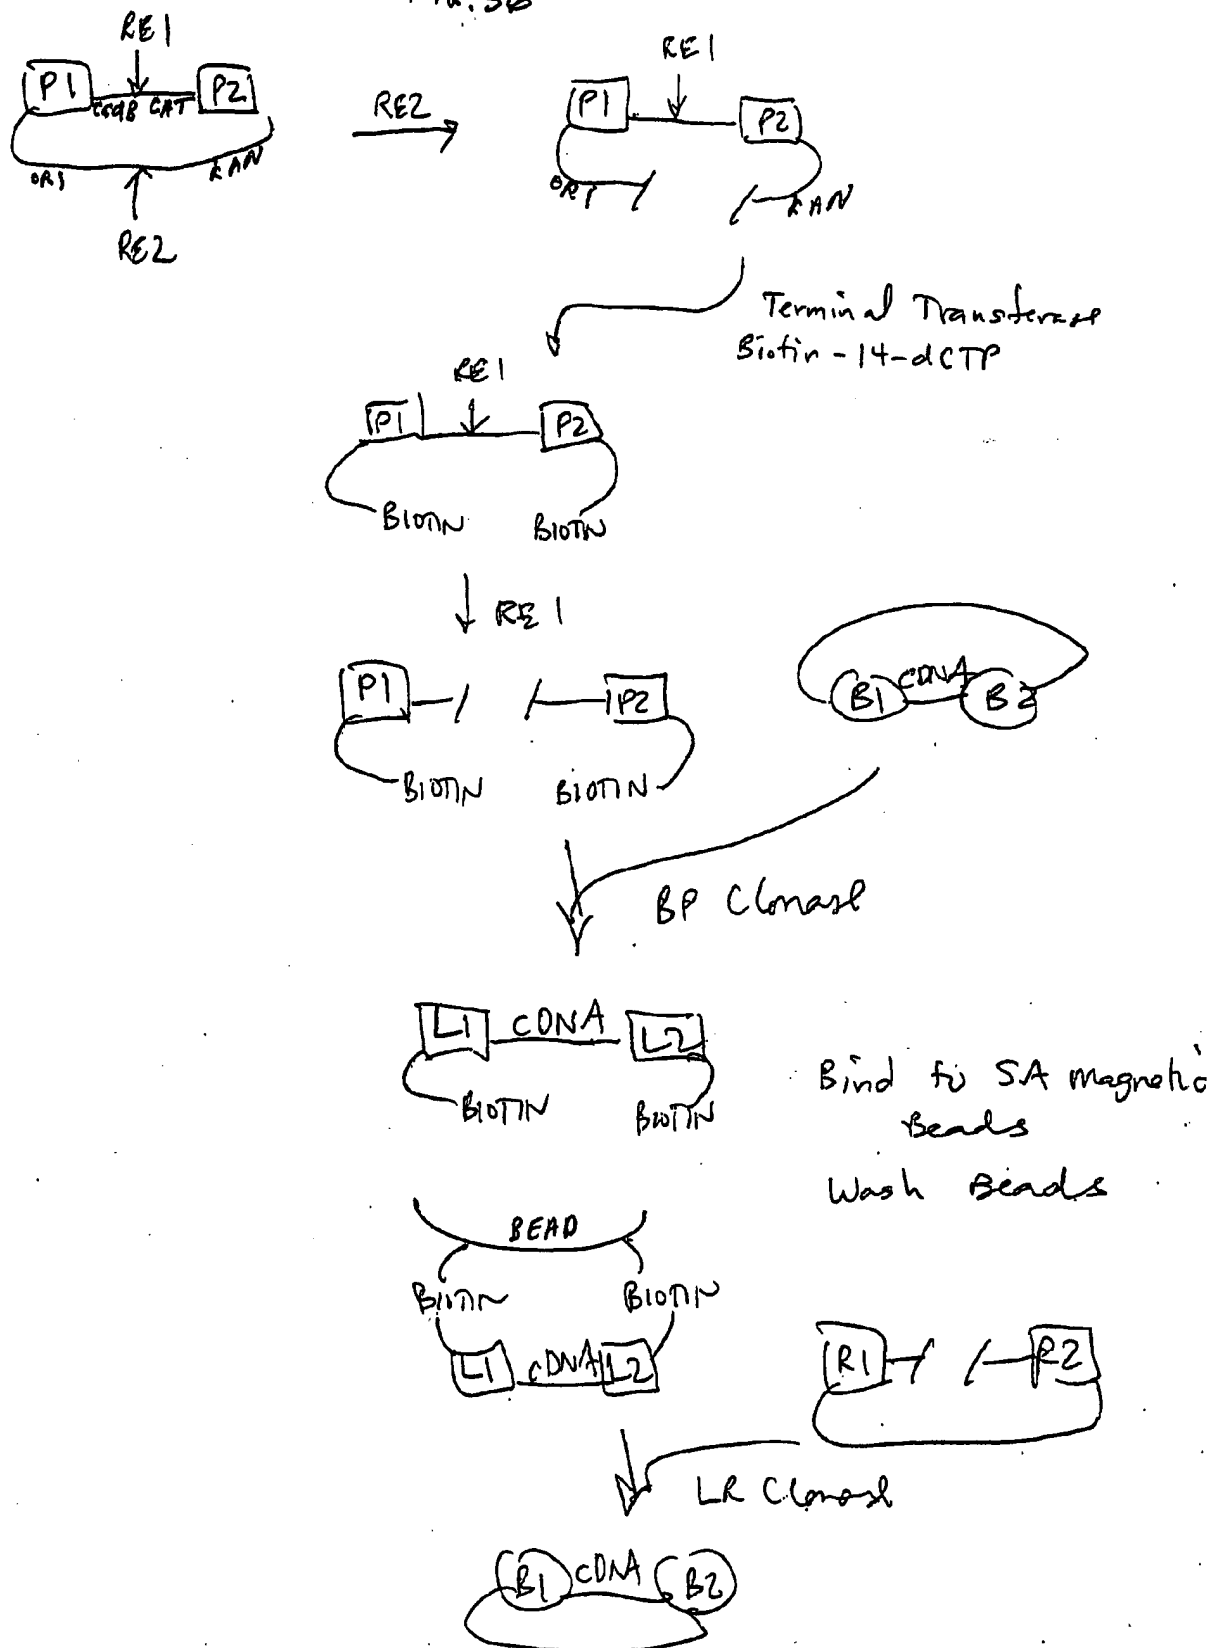 RE1
P1 CCdB CAT P2
ORI KAN
RE2
RE2
RE1
P1 P2
ORI KAN
Terminal Transferase
Biotin-14-dCTP
RE1
P1 P2
BIOTIN BIOTIN
RE1
P1 P2
BIOTIN BIOTIN
B1 cDNA B2
BP Clonase
L1 cDNA L2
BIOTIN BIOTIN
Bind to SA magnetic
Beads
Wash Beads
BEAD
BIOTIN BIOTIN
L1 cDNA L2
R1 R2
LR Clonase
B1 cDNA B2